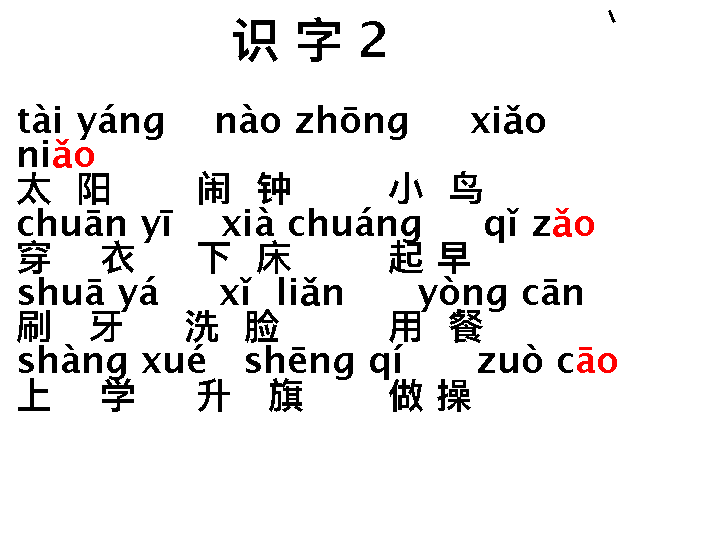 识 字 2
tài yáng nào zhōng xiǎo
niǎo
太 阳 闹 钟 小 鸟
chuān yī xià chuáng qǐ zǎo
穿 衣 下 床 起 早
shuā yá xǐ liǎn yòng cān
刷 牙 洗 脸 用 餐
shàng xué shēng qí zuò cāo
上 学 升 旗 做 操